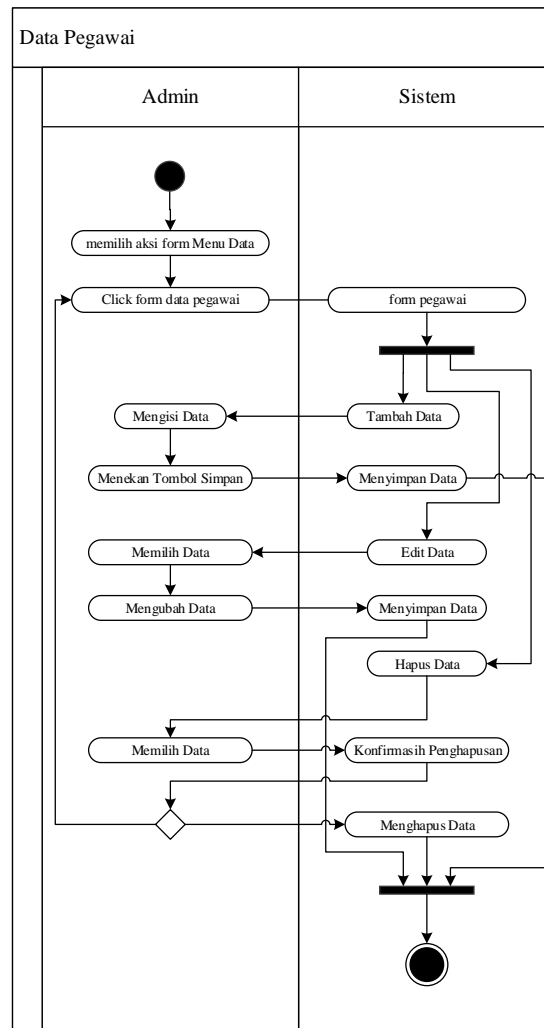 Data Pegawai
Admin
Sistem
memilih aksi form Menu Data
Click form data pegawai
form pegawai
Mengisi Data
Tambah Data
Menekan Tombol Simpan
Menyimpan Data
Memilih Data
Edit Data
Mengubah Data
Menyimpan Data
Hapus Data
Memilih Data
Konfirmasih Penghapusan
Menghapus Data